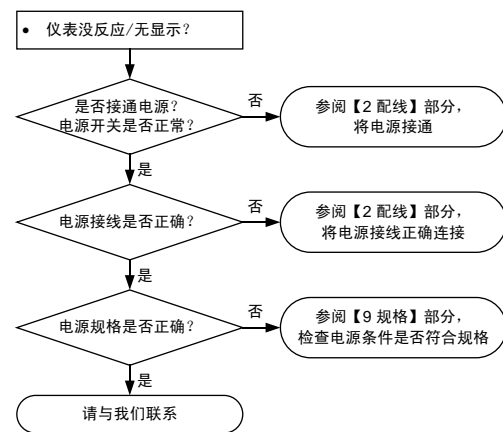 • 仪表没反应/无显示？
是否接通电源？
电源开关是否正常？
否
参阅【2 配线】部分，
将电源接通
是
电源接线是否正确？
否
参阅【2 配线】部分，
将电源接线正确连接
是
电源规格是否正确？
否
参阅【9 规格】部分，
检查电源条件是否符合规格
是
请与我们联系